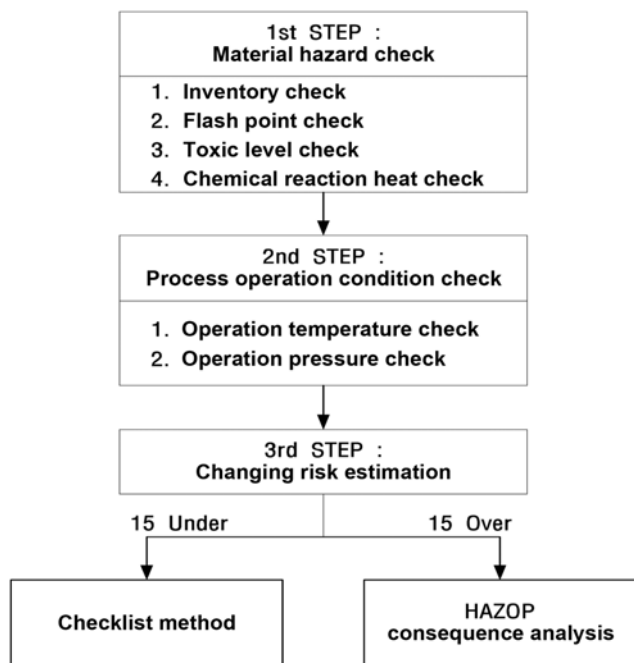 1st STEP :
Material hazard check
1. Inventory check
2. Flash point check
3. Toxic level check
4. Chemical reaction heat check
2nd STEP :
Process operation condition check
1. Operation temperature check
2. Operation pressure check
3rd STEP :
Changing risk estimation
15 Under
15 Over
Checklist method
HAZOP
consequence analysis